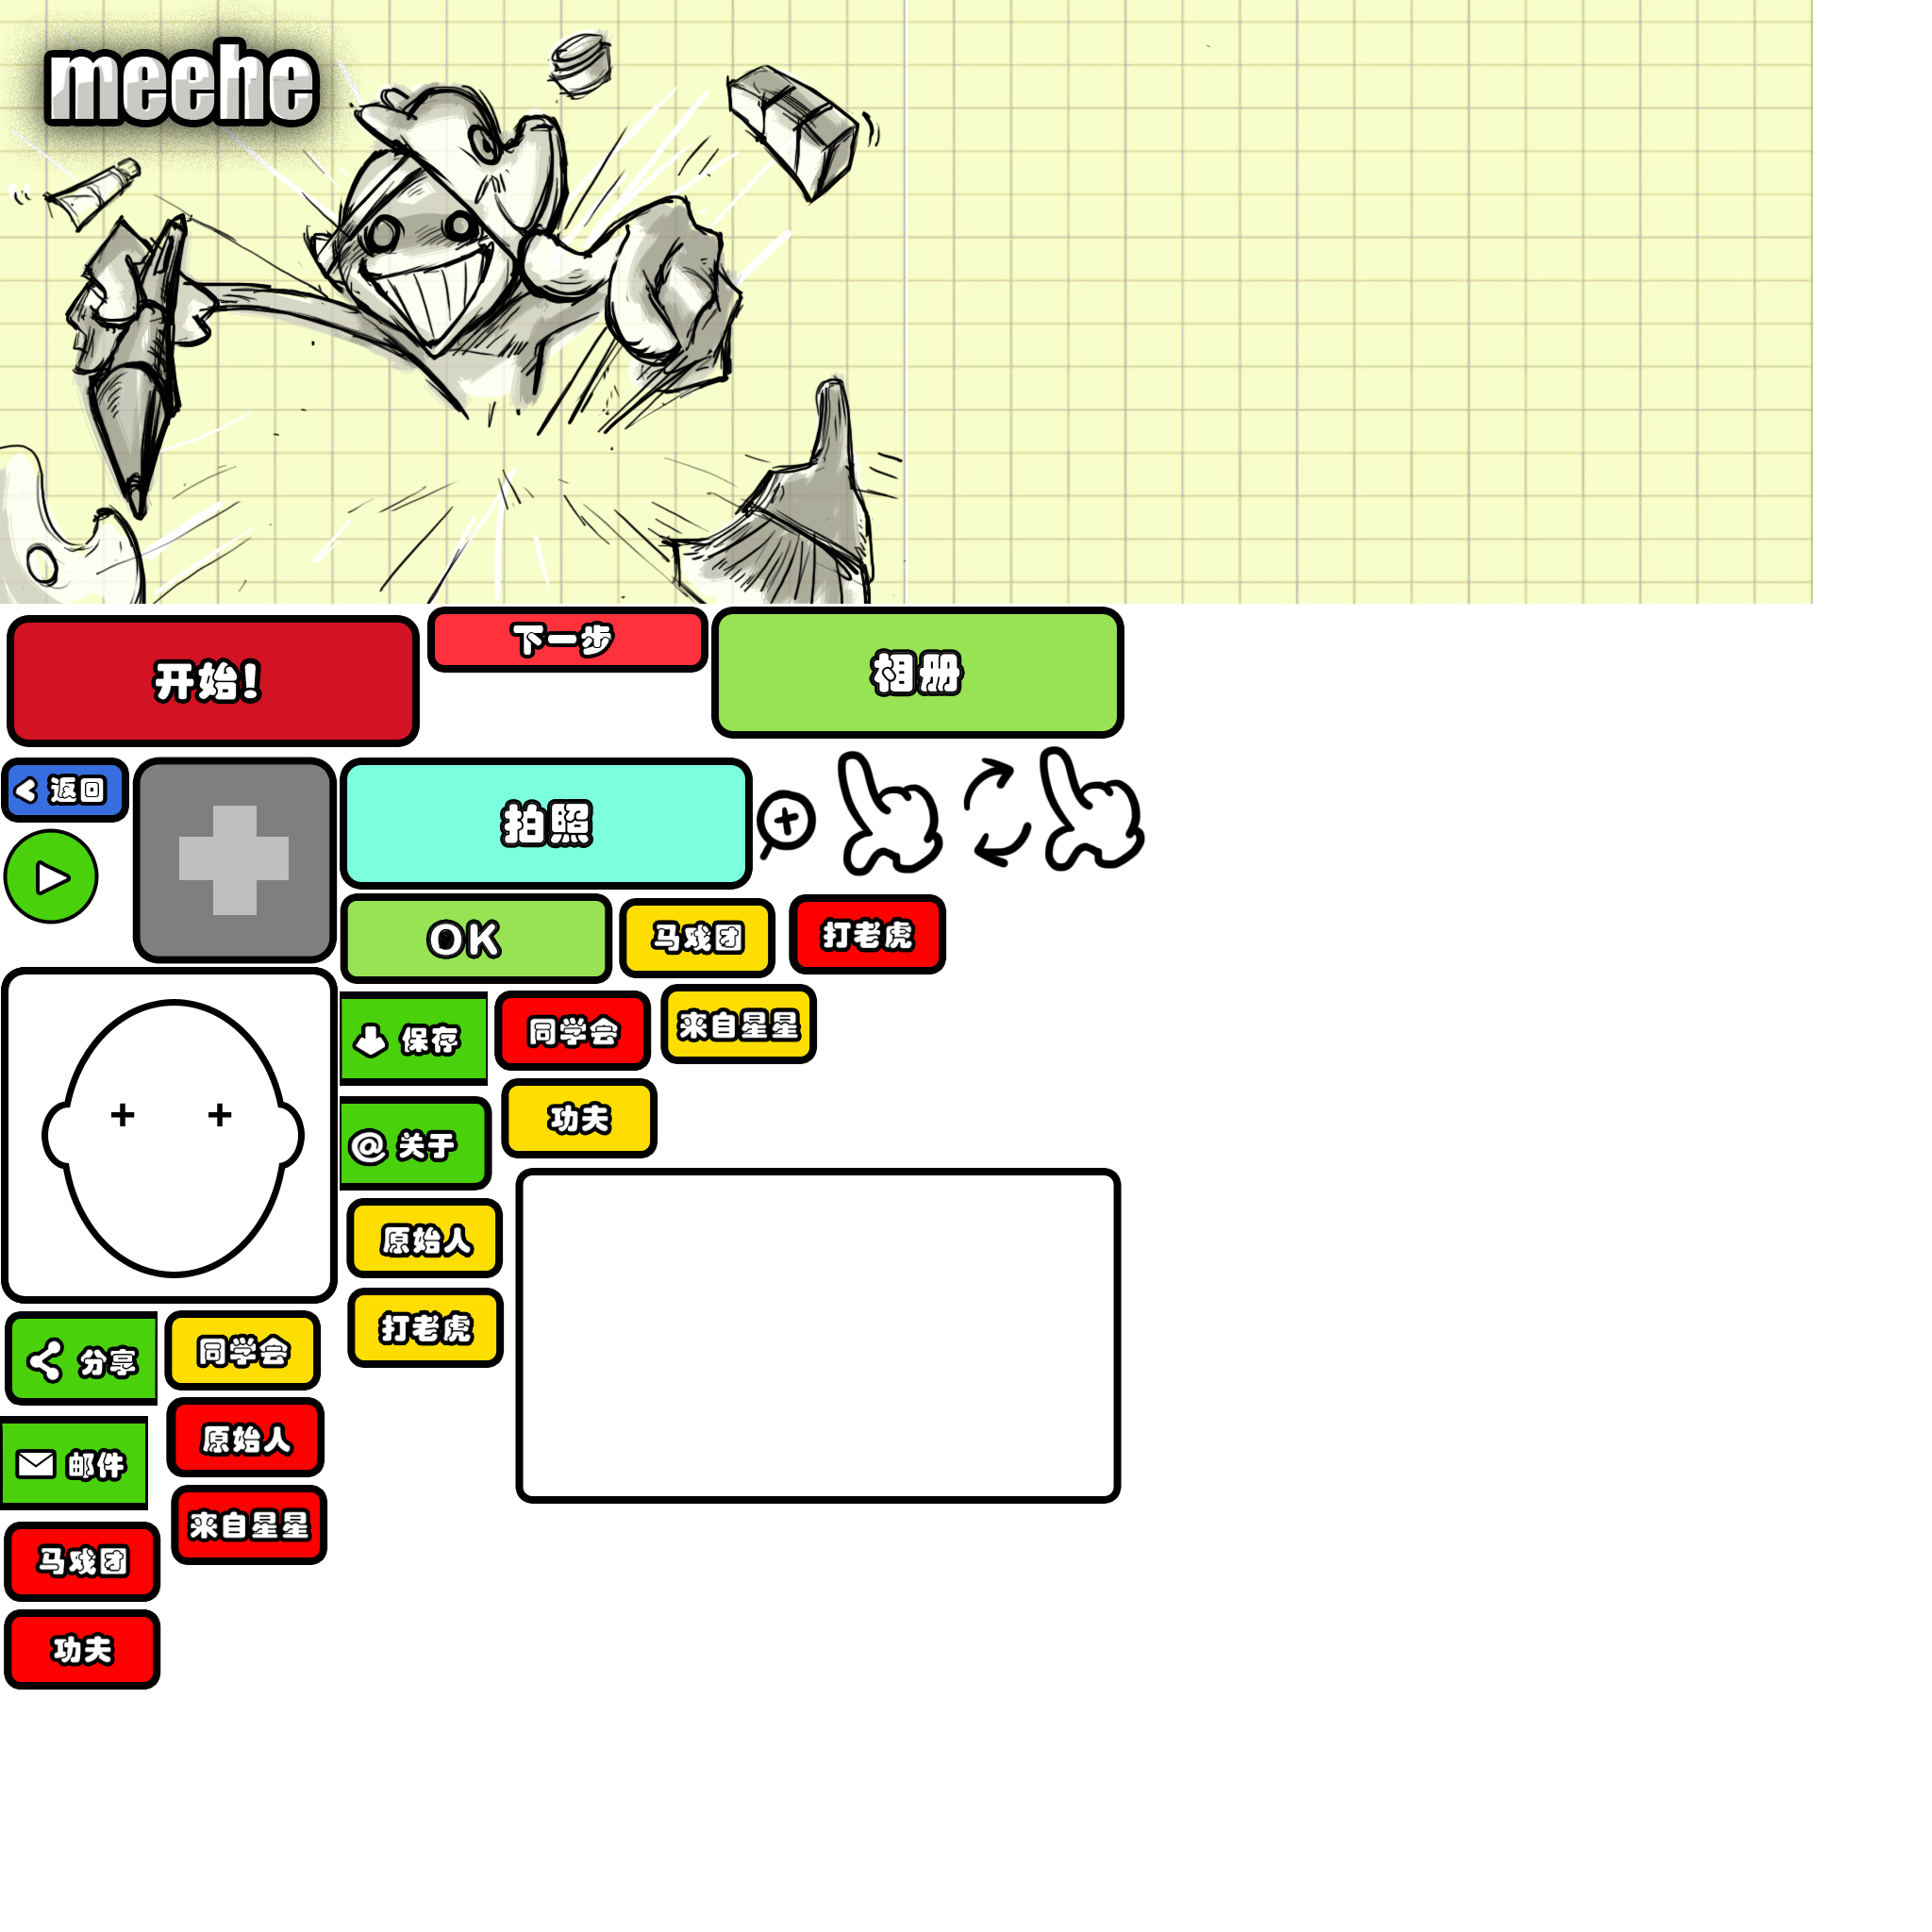 meehe
开始!
下一步
相册
返回
拍照
OK
马戏团
打老虎
保存
同学会
来自星星
@ 关于
功夫
原始人
打老虎
分享
同学会
邮件
原始人
来自星星
马戏团
功夫